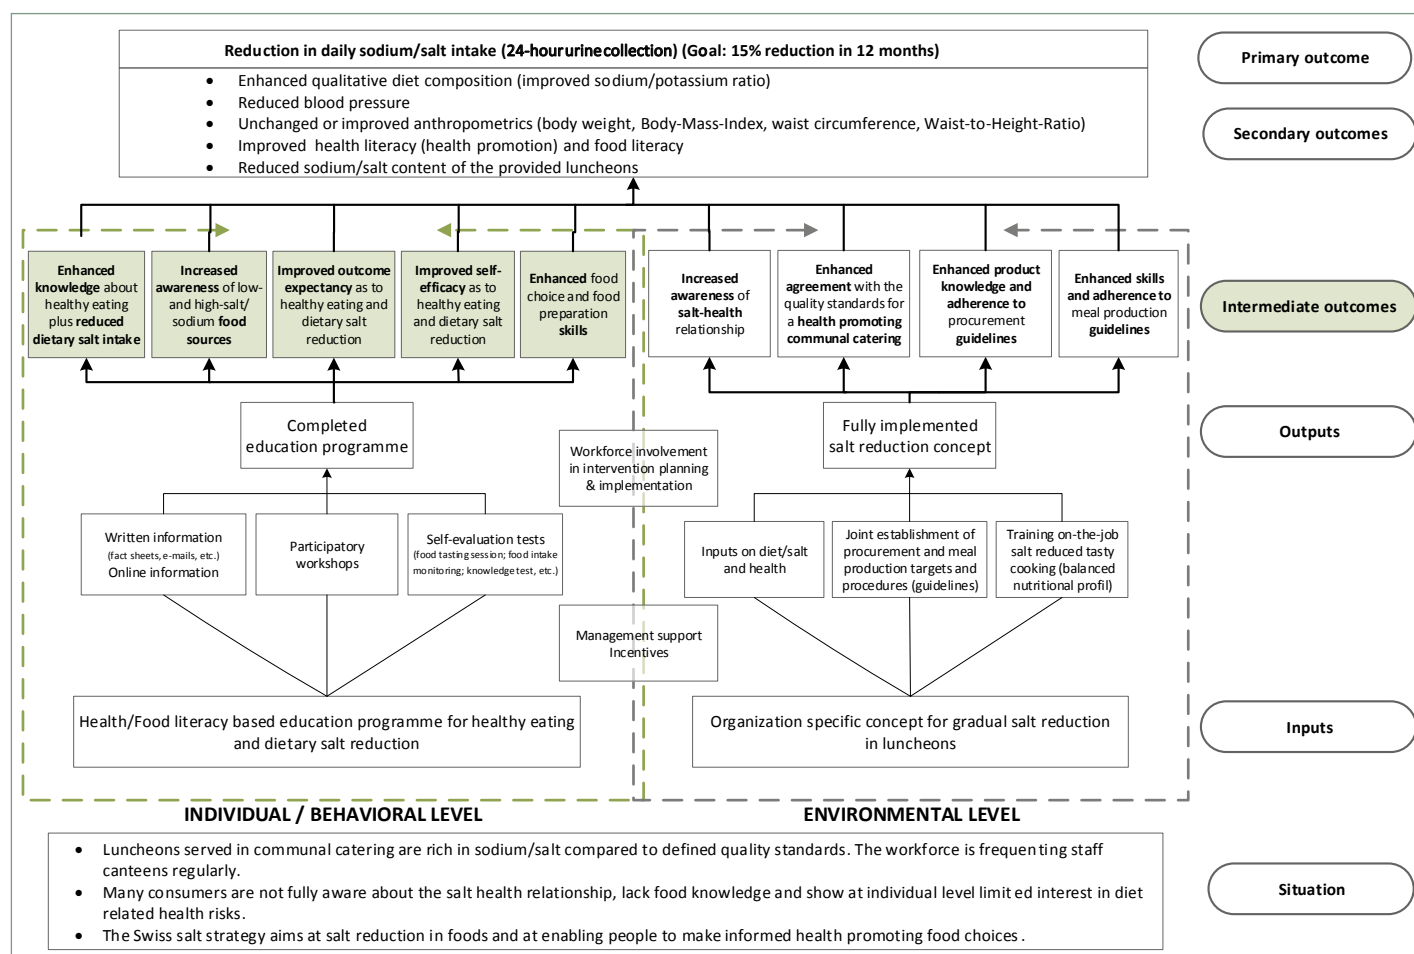 Reduction in daily sodium/salt intake (24-hour urine collection) (Goal: 15% reduction in 12 months)
• Enhanced qualitative diet composition (improved sodium/potassium ratio)
• Reduced blood pressure
• Unchanged or improved anthropometrics (body weight, Body-Mass-Index, waist circumference, Waist-to-Height-Ratio)
• Improved health literacy (health promotion) and food literacy
• Reduced sodium/salt content of the provided luncheons
Primary outcome
Secondary outcomes
Enhanced
knowledge about
healthy eating
plus reduced
dietary salt intake
Increased
awareness of low-
and high-salt/
sodium food
sources
Improved outcome
expectancy as to
healthy eating and
dietary salt
reduction
Improved self-
efficacy as to
healthy eating
and dietary salt
reduction
Enhanced food
choice and food
preparation
skills
Increased
awareness of
salt-health
relationship
Enhanced
agreement with the
quality standards for
a health promoting
communal catering
Enhanced product
knowledge and
adherence to
procurement
guidelines
Enhanced skills
and adherence to
meal production
guidelines
Intermediate outcomes
Completed
education programme
Workforce involvement
in intervention planning
& implementation
Fully implemented
salt reduction concept
Outputs
Written information
(fact sheets, e-mails, etc.)
Online information
Participatory
workshops
Self-evaluation tests
(food tasting session; food intake
monitoring; knowledge test, etc.)
Inputs on diet/salt
and health
Joint establishment of
procurement and meal
production targets and
procedures (guidelines)
Training on-the-job
salt reduced tasty
cooking (balanced
nutritional profil)
Management support
Incentives
Health/Food literacy based education programme for healthy eating
and dietary salt reduction
Organization specific concept for gradual salt reduction
in luncheons
Inputs
INDIVIDUAL / BEHAVIORAL LEVEL
ENVIRONMENTAL LEVEL
• Luncheons served in communal catering are rich in sodium/salt compared to defined quality standards. The workforce is frequenting staff
canteens regularly.
• Many consumers are not fully aware about the salt health relationship, lack food knowledge and show at individual level limited interest in diet
related health risks.
• The Swiss salt strategy aims at salt reduction in foods and at enabling people to make informed health promoting food choices.
Situation